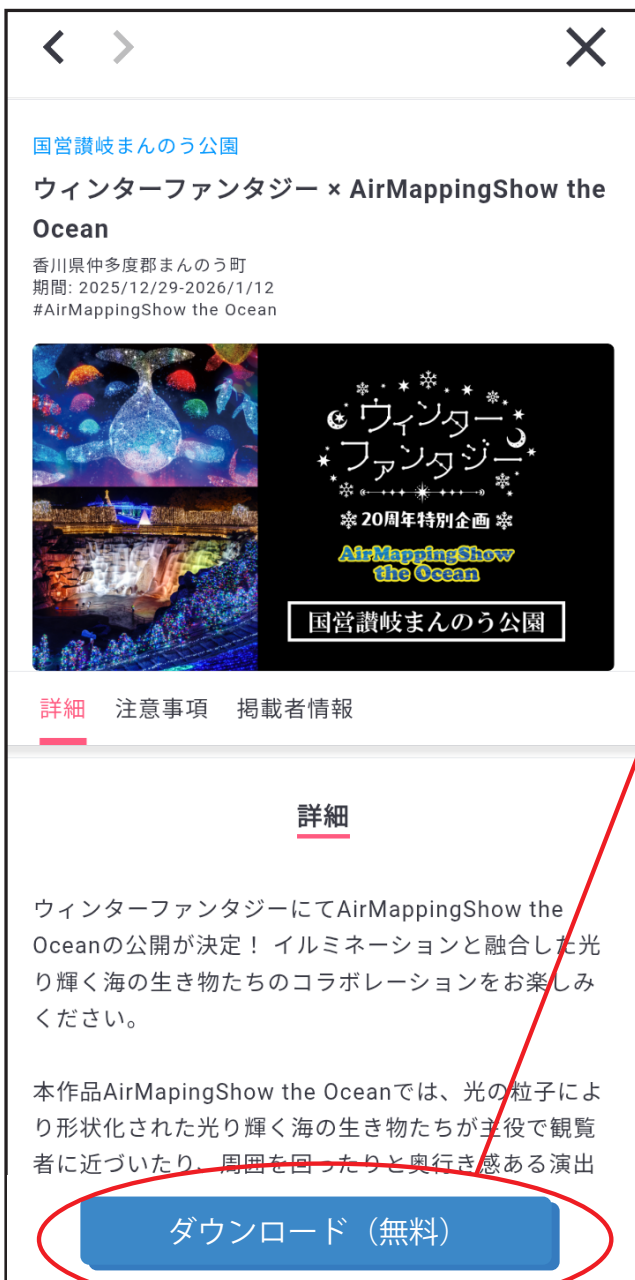 国営讃岐まんのう公園
ウィンターファンタジー × AirMappingShow the
Ocean
香川県仲多度郡まんのう町
期間: 2025/12/29-2026/1/12
#AirMappingShow the Ocean
ウィンター
ファンタジー
20周年特別企画
AirMappingShow
the Ocean
国営讃岐まんのう公園
詳細 注意事項 掲載者情報
詳細
ウィンターファンタジーにてAirMappingShow the
Oceanの公開が決定！ イルミネーションと融合した光
り輝く海の生き物たちのコラボレーションをお楽しみ
ください。
本作品AirMapingShow the Oceanでは、光の粒子によ
り形状化された光り輝く海の生き物たちが主役で観覧
者に近づいたり、周囲を回ったりと奥行き感ある演出
ダウンロード（無料）